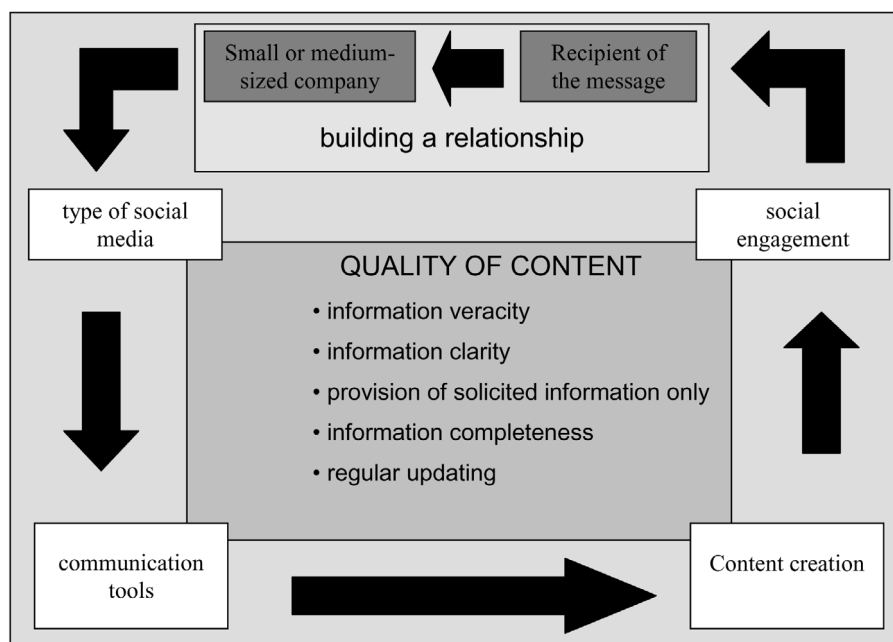 Small or medium-
sized company
Recipient of
the message
building a relationship
type of social
media
social
engagement
QUALITY OF CONTENT
• information veracity
• information clarity
• provision of solicited information only
• information completeness
• regular updating
communication
tools
Content creation